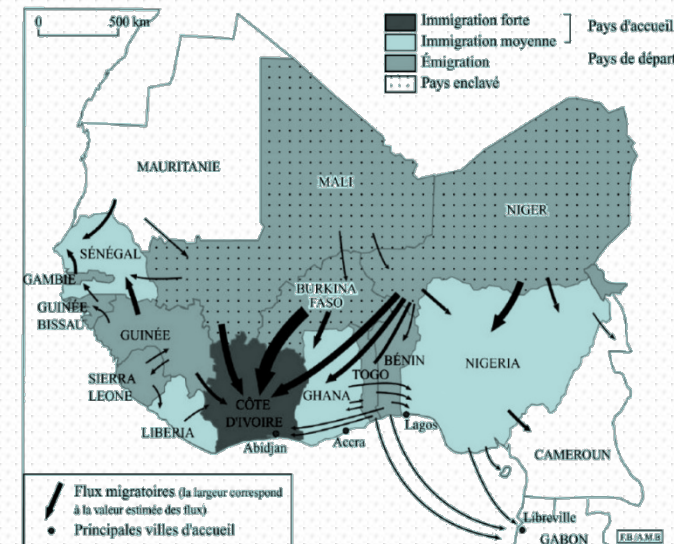 0 500 km
Immigration forte
Immigration moyenne
Pays d'accueil
Émigration
Pays de départ
Pays enclavé
MAURITANIE
MALI
NIGER
SÉNÉGAL
GAMBIE
GUINÉE
BISSAU
BURKINA
FASO
GUINÉE
BÉNIN
NIGERIA
TOGO
SIERRA
LEONE
GHANA
CÔTE
D'IVOIRE
LIBERIA
Lagos
Abidjan
Accra
CAMEROUN
Flux migratoires (la largeur correspond
à la valeur estimée des flux)
Principales villes d'accueil
Libreville
GABON
F.B./A.M.B